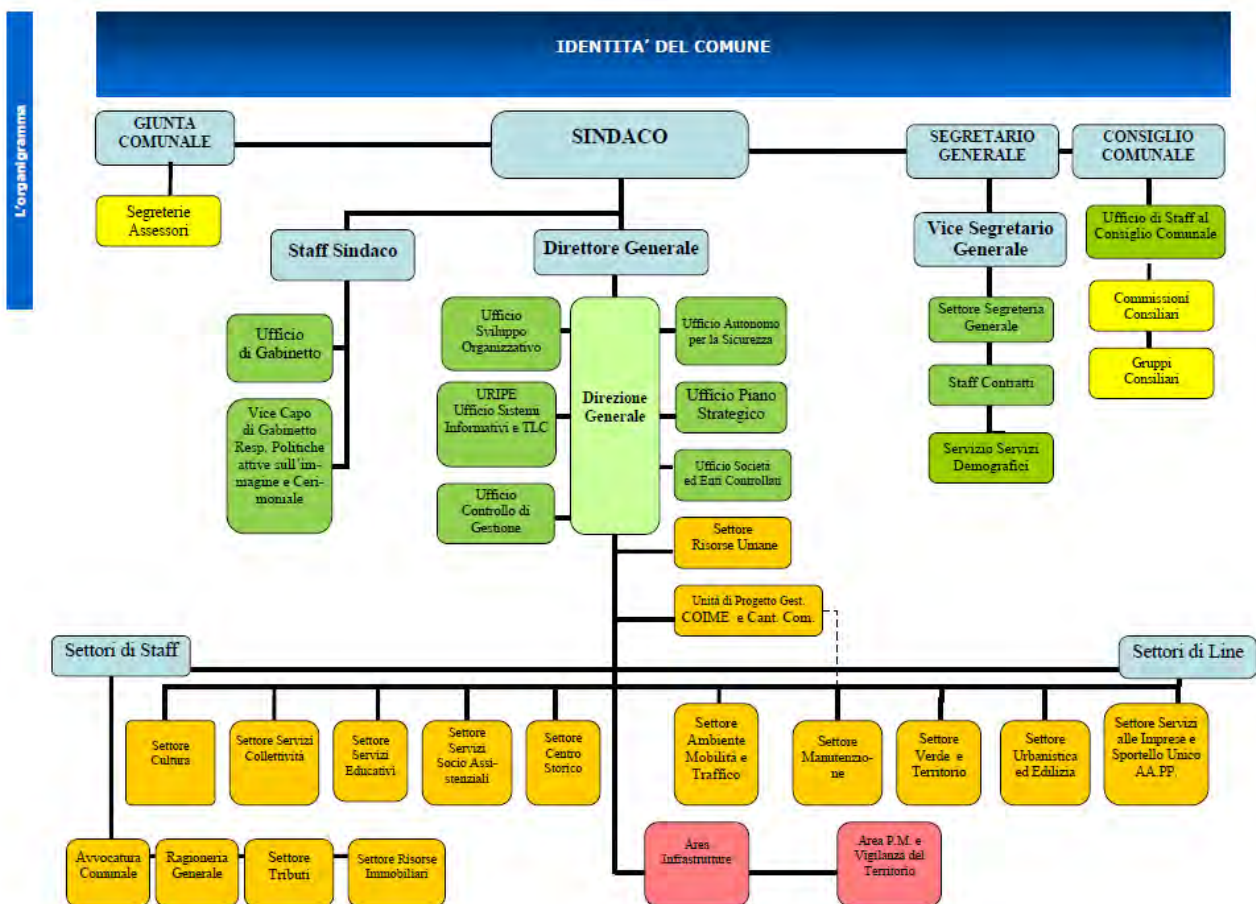 IDENTITA' DEL COMUNE
L'organigramma
GIUNTA
COMUNALE
SINDACO
SEGRETARIO
GENERALE
CONSIGLIO
COMUNALE
Segreterie
Assessori
Staff Sindaco
Direttore Generale
Vice Segretario
Generale
Ufficio di Staff al
Consiglio Comunale
Ufficio
di Gabinetto
Ufficio
Sviluppo
Organizzativo
Ufficio Autonomo
per la Sicurezza
Settore Segreteria
Generale
Commissioni
Consiliari
Vice Capo
di Gabinetto
Resp. Politiche
attive sull'im-
magine e Ceri-
moniale
URIPE
Ufficio Sistemi
Informativi e TLC
Direzione
Generale
Ufficio Piano
Strategico
Staff Contratti
Gruppi
Consiliari
Ufficio
Controllo di
Gestione
Ufficio Società
ed Enti Controllati
Servizio Servizi
Demografici
Settore
Risorse Umane
Unità di Progetto Gest.
COIME e Cant. Com.
Settori di Staff
Settori di Line
Settore
Cultura
Settore Servizi
Collettività
Settore
Servizi
Educativi
Settore
Servizi
Socio Assi-
stenziali
Settore
Centro
Storico
Settore
Ambiente
Mobilità e
Traffico
Settore
Manutenzio-
ne
Settore
Verde e
Territorio
Settore
Urbanistica
ed Edilizia
Settore Servizi
alle Imprese e
Sportello Unico
AA.PP.
Avvocatura
Comunale
Ragioneria
Generale
Settore
Tributi
Settore Risorse
Immobiliari
Area
Infrastrutture
Area P.M. e
Vigilanza del
Territorio